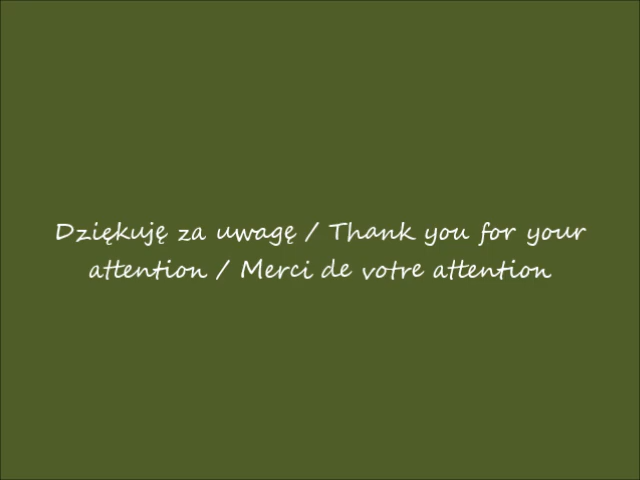 Dziękuję za uwagę / Thank you for your
attention / Merci de votre attention